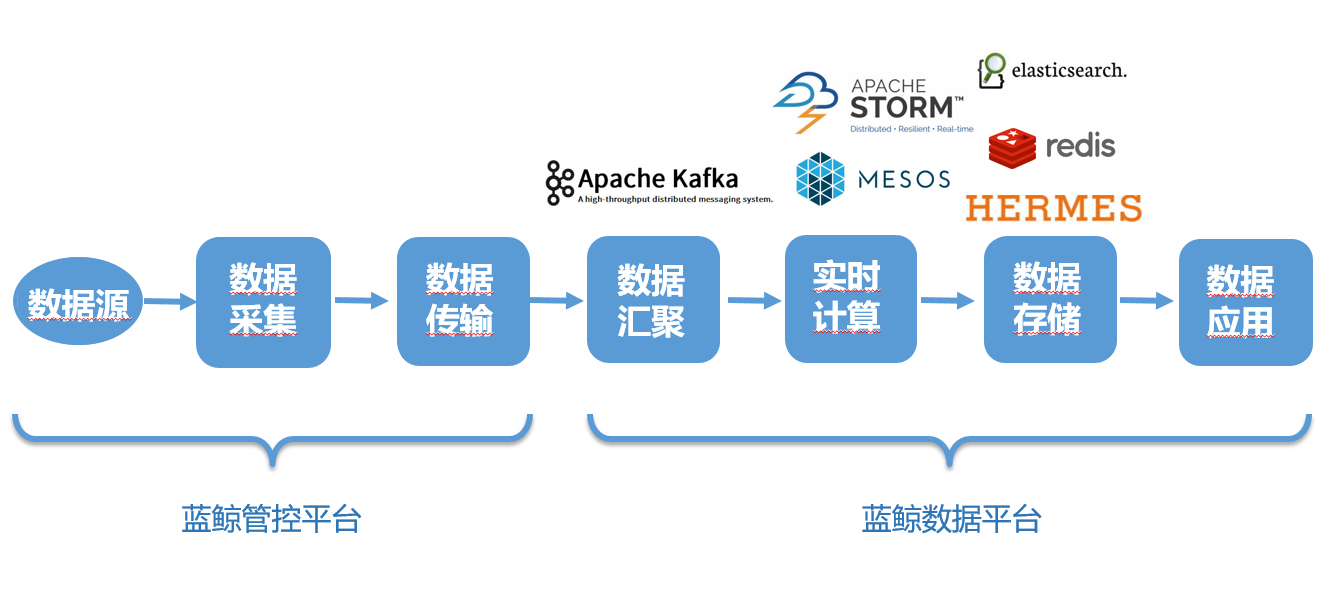 elasticsearch.
APACHE
STORM™
Distributed • Resilient • Real-time
redis
Apache Kafka
A high-throughput distributed messaging system.
MESOS
HERMES
数据源
数据
采集
数据
传输
数据
汇聚
实时
计算
数据
存储
数据
应用
蓝鲸管控平台
蓝鲸数据平台